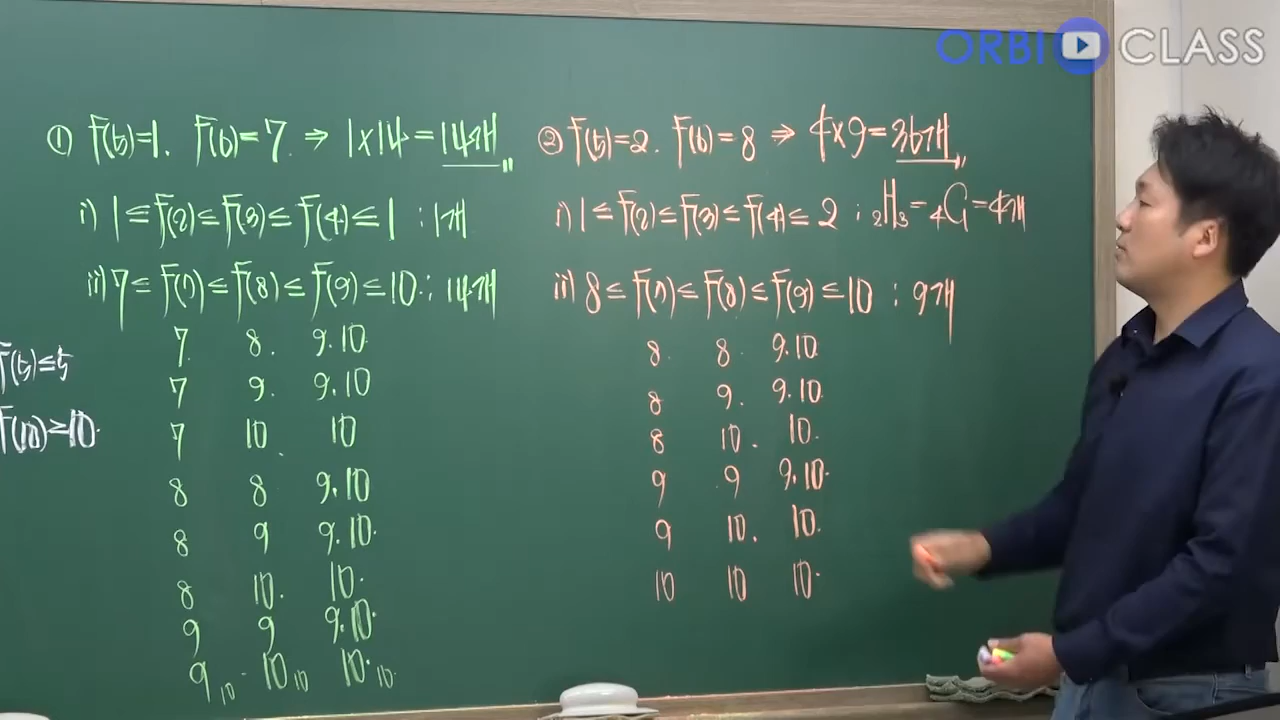 ORBI CLASS
① f(5)=1. f(6)=7. ⇒ 1×14=14개
i) 1≤f(2)≤f(3)≤f(4)≤1 : 1개
ii) 7≤f(7)≤f(8)≤f(9)≤10 : 14개
7 8. 9.10
7 9. 9.10
7 10. 10
8 8 9.10
8 9 9.10.
8 10. 10.
9 9 9.10.
9 10 10.
10 10 10.
f(5)≤5
f(10)≥10.
② f(5)=2. f(6)=8 ⇒ 4×9=36개
i) 1≤f(2)≤f(3)≤f(4)≤2 : ₂H₃=₄C₁=4개
ii) 8≤f(7)≤f(8)≤f(9)≤10 : 9개
8 8 9.10
8 9. 9.10.
8 10. 10.
9 9 9.10.
9 10. 10.
10 10 10.